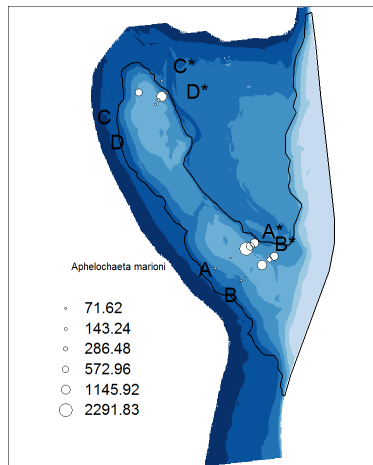 C*
D*
C
D
A*
B*
Aphelochaeta marioni
A
B
71.62
143.24
286.48
572.96
1145.92
2291.83